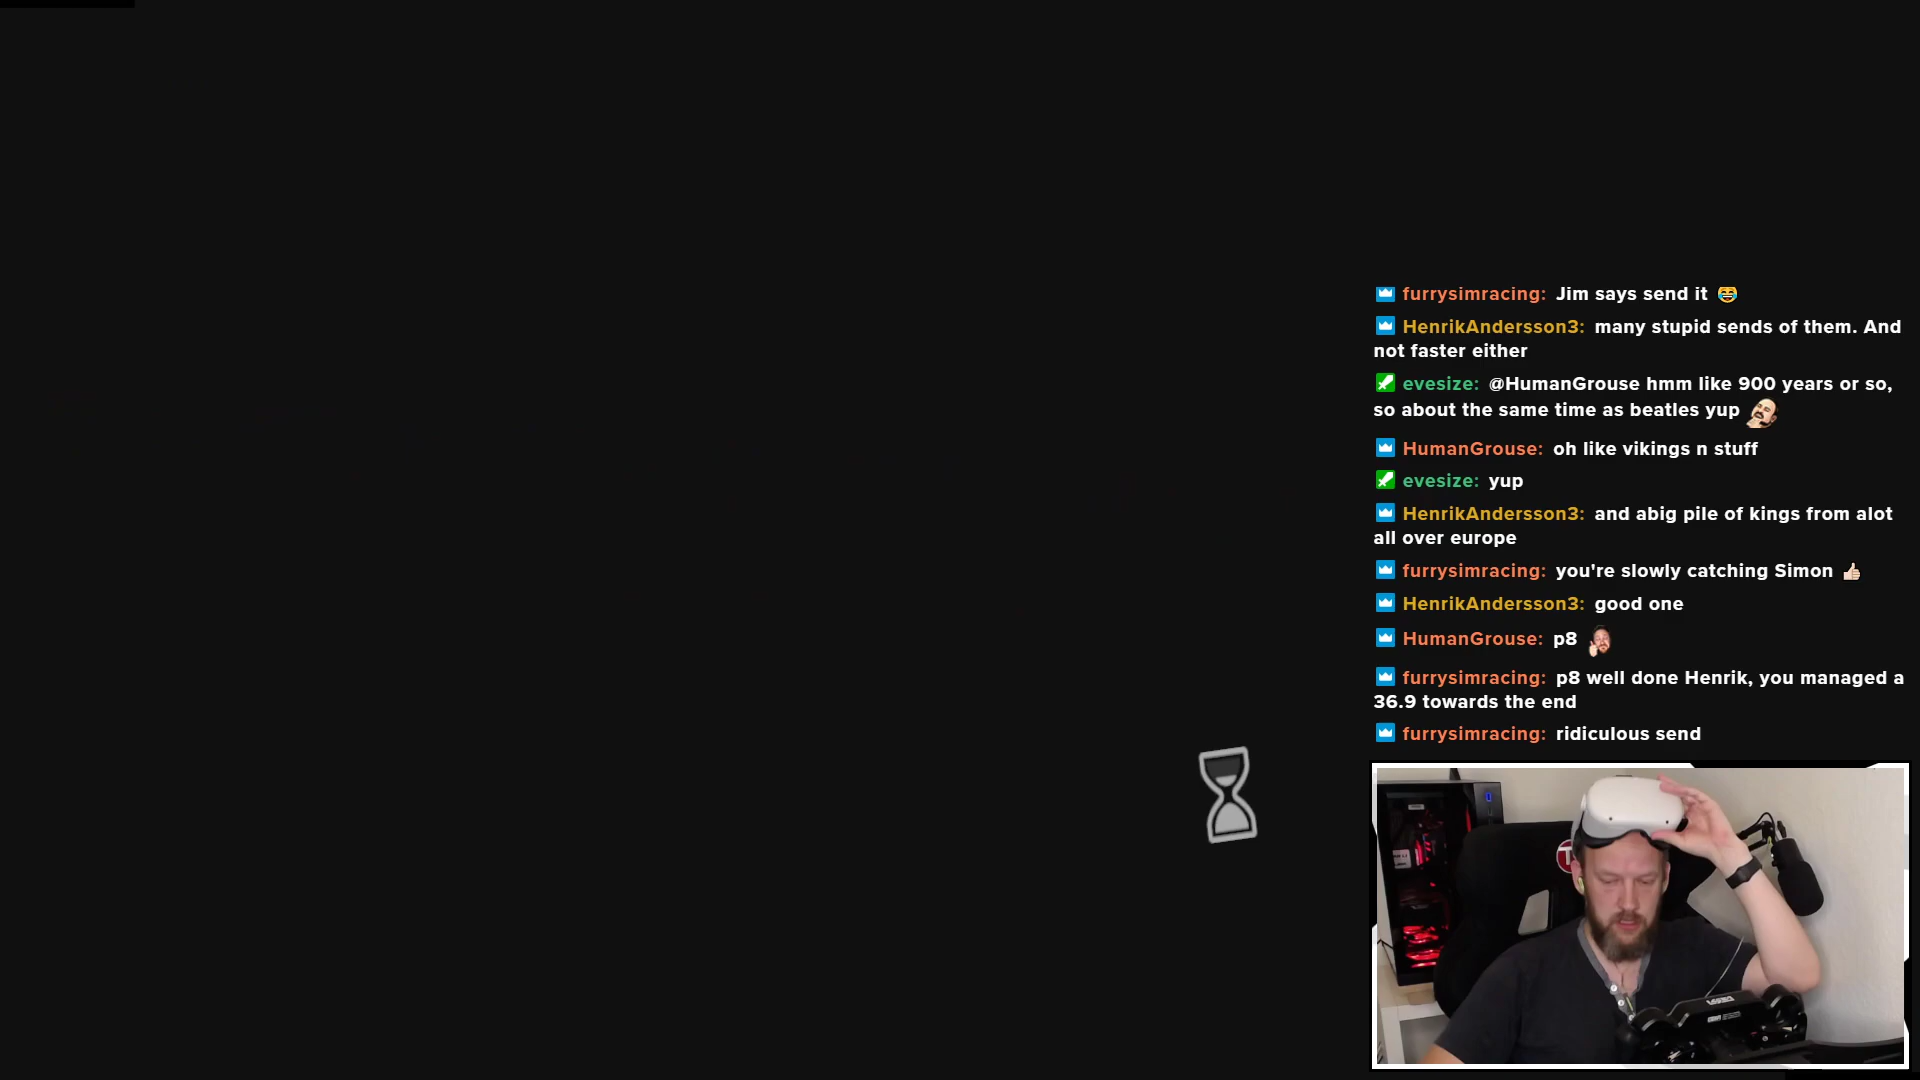 furrysimracing: Jim says send it 😂
HenrikAndersson3: many stupid sends of them. And
not faster either
evesize: @HumanGrouse hmm like 900 years or so,
so about the same time as beatles yup
HumanGrouse: oh like vikings n stuff
evesize: yup
HenrikAndersson3: and abig pile of kings from alot
all over europe
furrysimracing: you're slowly catching Simon 👍🏻
HenrikAndersson3: good one
HumanGrouse: p8
furrysimracing: p8 well done Henrik, you managed a
36.9 towards the end
furrysimracing: ridiculous send